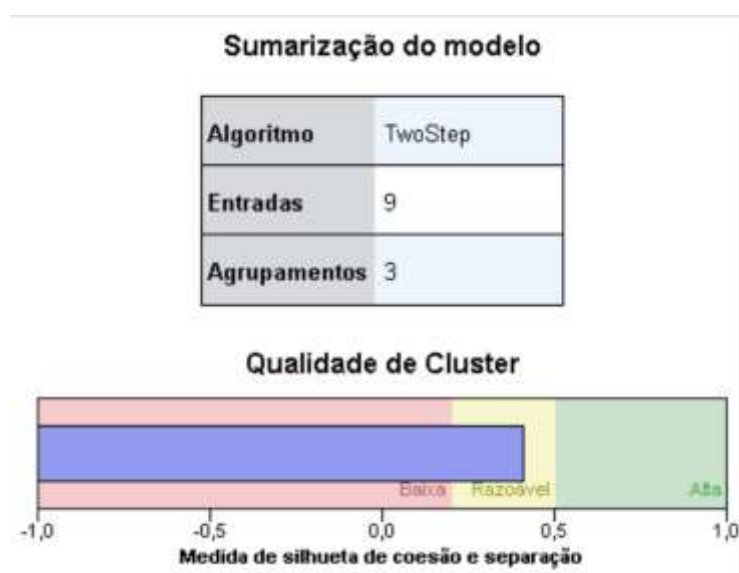 Sumarização do modelo
Algoritmo TwoStep
Entradas 9
Agrupamentos 3
Qualidade de Cluster
Baixa Razoável Alta
-1,0 -0,5 0,0 0,5 1,0
Medida de silhueta de coesão e separação